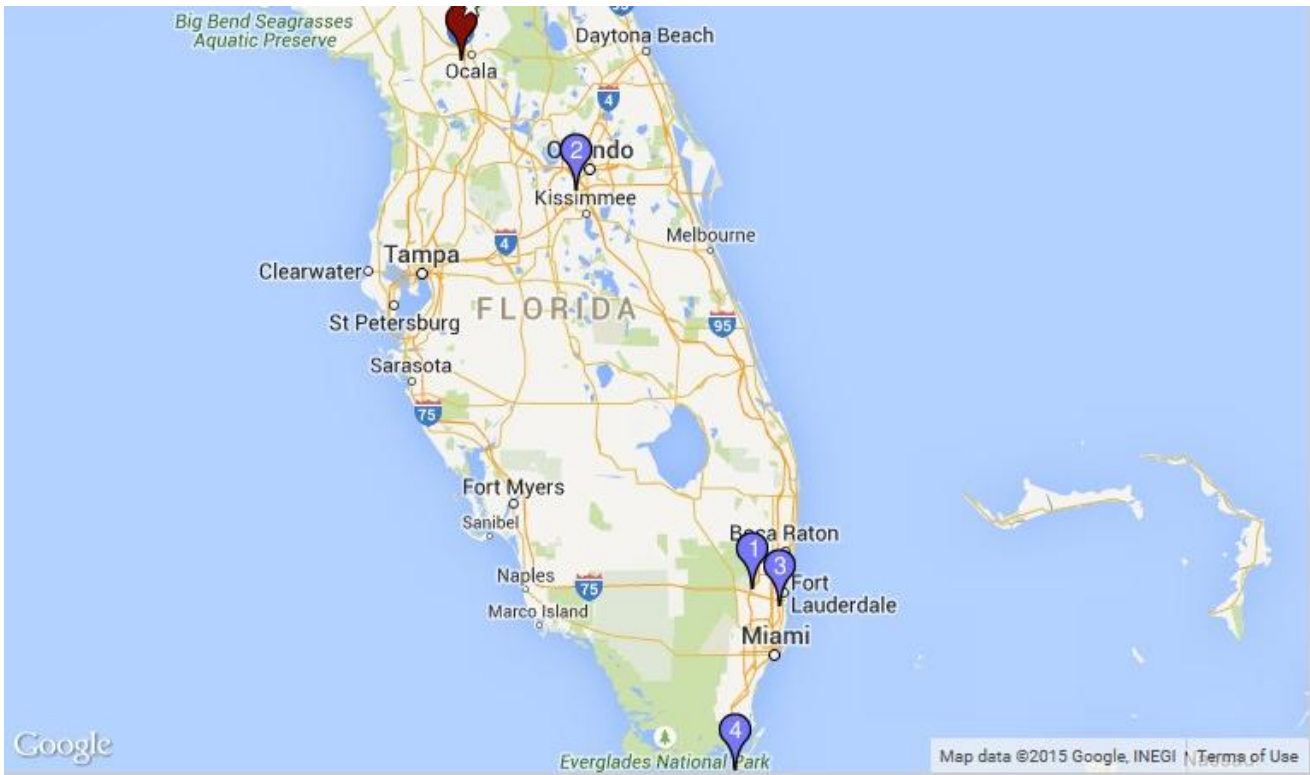 Big Bend Seagrasses
Aquatic Preserve
95
Daytona Beach
Ocala
4
2
Kissimmee
Melbourne
4
Tampa
Clearwater
FLORIDA
St Petersburg
95
Sarasota
75
Fort Myers
Sanibel
Raton
1
3
Naples
75
Fort
Lauderdale
Marco Island
Miami
4
Google
Everglades National Park
Map data ©2015 Google, INEGI
Terms of Use